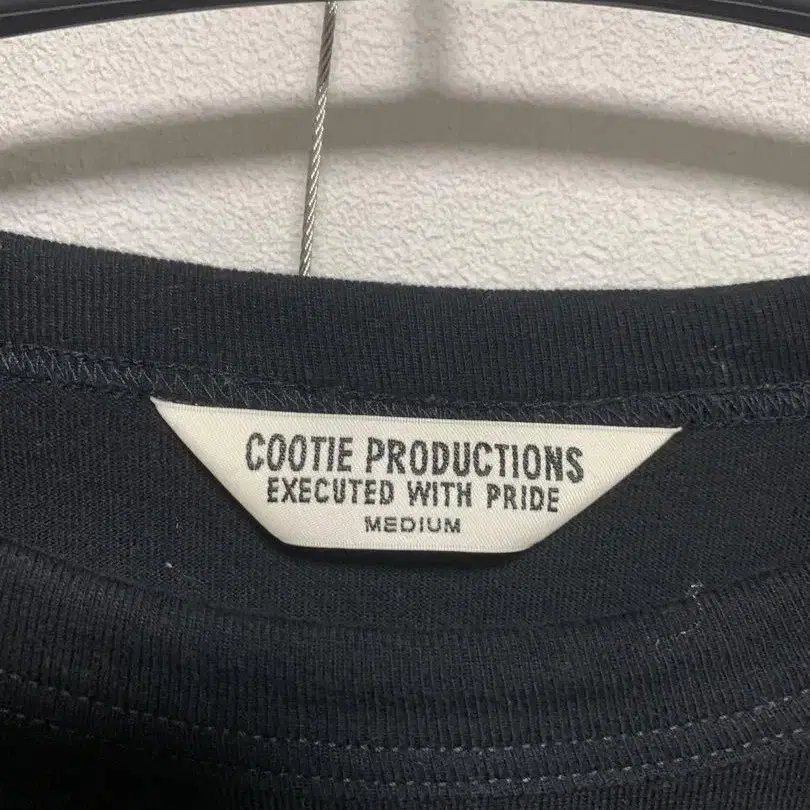 COOTIE PRODUCTIONS
EXECUTED WITH PRIDE
MEDIUM